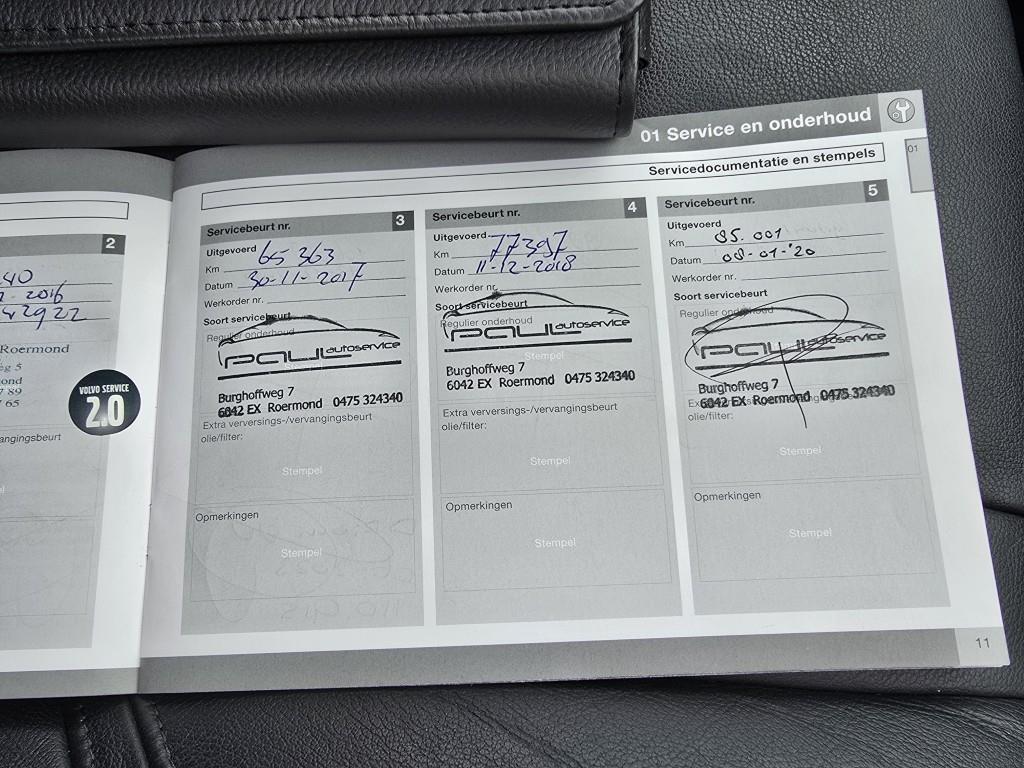 01 Service en onderhoud
01
Servicedocumentatie en stempels
2
2016
Roermond
ond
VOLVO SERVICE
2.0
vangingsbeurt
Servicebeurt nr. 3
Uitgevoerd
Km 65 363
Datum 30-11-2017
Werkorder nr.
Soort servicebeurt
Regulier onderhoud
PAUL autoservice
Stempel
Burghoffweg 7
6042 EX Roermond 0475 324340
Extra verversings-/vervangingsbeurt
olie/filter:
Stempel
Opmerkingen
Stempel
Servicebeurt nr. 4
Uitgevoerd
Km 77397
Datum 11-12-2018
Werkorder nr.
Soort servicebeurt
Regulier onderhoud
PAUL autoservice
Stempel
Burghoffweg 7
6042 EX Roermond 0475 324340
Extra verversings-/vervangingsbeurt
olie/filter:
Stempel
Opmerkingen
Stempel
Servicebeurt nr. 5
Uitgevoerd
Km 85.001
Datum 08-01-'20
Werkorder nr.
Soort servicebeurt
Regulier onderhoud
PAUL autoservice
Burghoffweg 7
6042 EX Roermond 0475 324340
olie/filter:
Stempel
Opmerkingen
Stempel
11